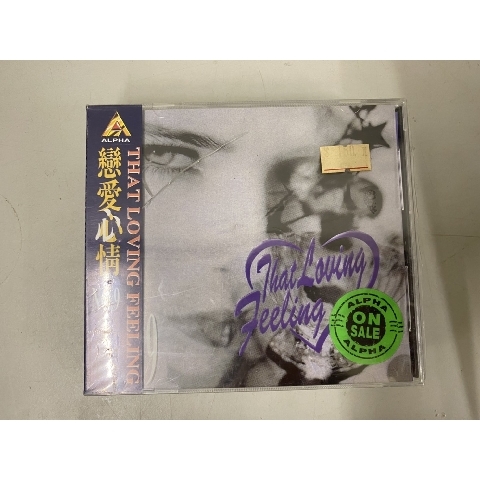 ALPHA
戀愛心情
THAT LOVING FEELING
That Loving
Feeling
ALPHA
ON
SALE
ALPHA